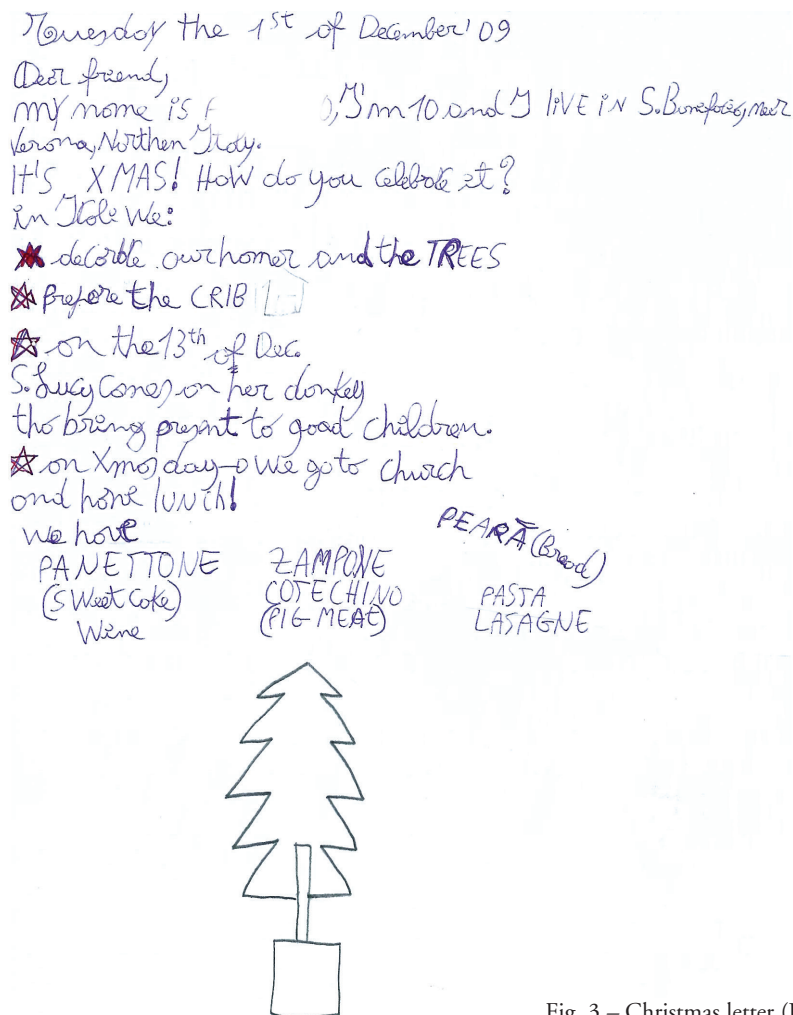 Tuesday the 1st of December' 09
Dear friend,
my name is F ), I'm 10 and I liVE iN S. Bonifacio, near
Verona, Northen Italy.
IT'S XMAS! HOW do you celebrate it?
in Itale We:
decorate our homes and the TREES
prepare the CRIB
on the 13th of Dec.
S. Lucy comes on her donkey
tho bring present to good children.
on Xmas day → we go to church
and have lunch!
we have
PEARÀ (Bread)
PANETTONE ZAMPONE
(SWeet Cake) COTECHINO PASTA
Wine (PIG MEAT) LASAGNE
Fig. 3 – Christmas letter (I